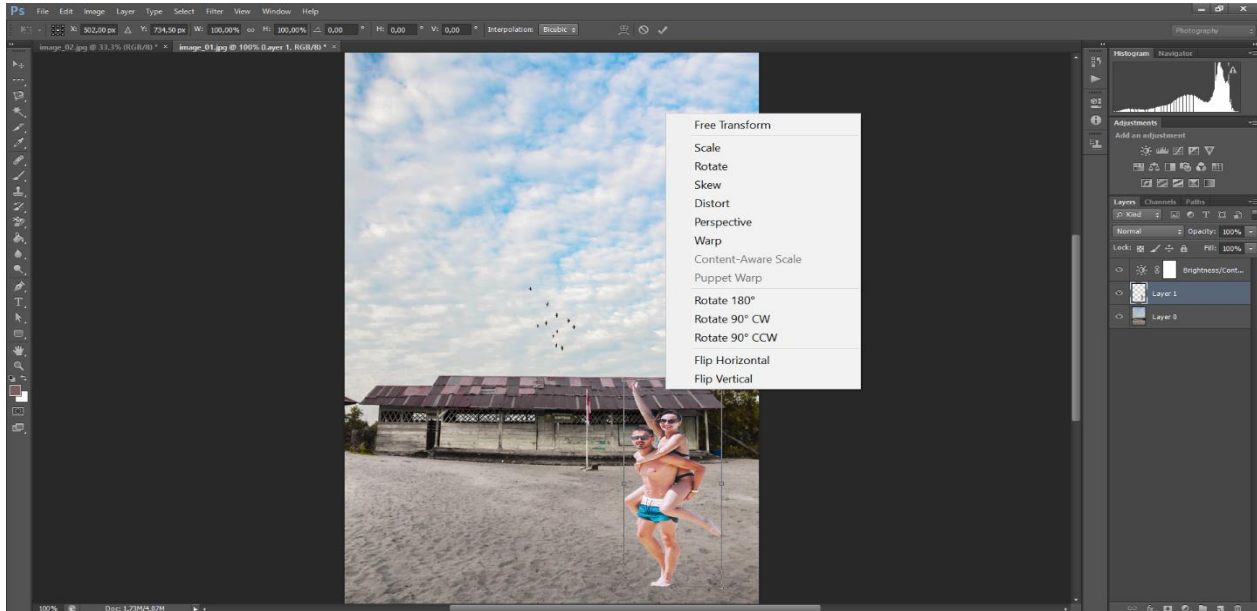 Ps File Edit Image Layer Type Select Filter View Window Help
X: 502,00 px Y: 734,50 px W: 100,00% H: 100,00% 0,00 ° H: 0,00 ° V: 0,00 ° Interpolation: Bicubic Photography
image_02.jpg @ 33,3% (RGB/8) * × image_01.jpg @ 100% (Layer 1, RGB/8) * ×
Histogram Navigator
Adjustments
Add an adjustment
Layers Channels Paths
Kind
Normal Opacity: 100%
Lock: Fill: 100%
Brightness/Cont...
Layer 1
Layer 0
Free Transform
Scale
Rotate
Skew
Distort
Perspective
Warp
Content-Aware Scale
Puppet Warp
Rotate 180°
Rotate 90° CW
Rotate 90° CCW
Flip Horizontal
Flip Vertical
100% Doc: 1,73M/4,07M